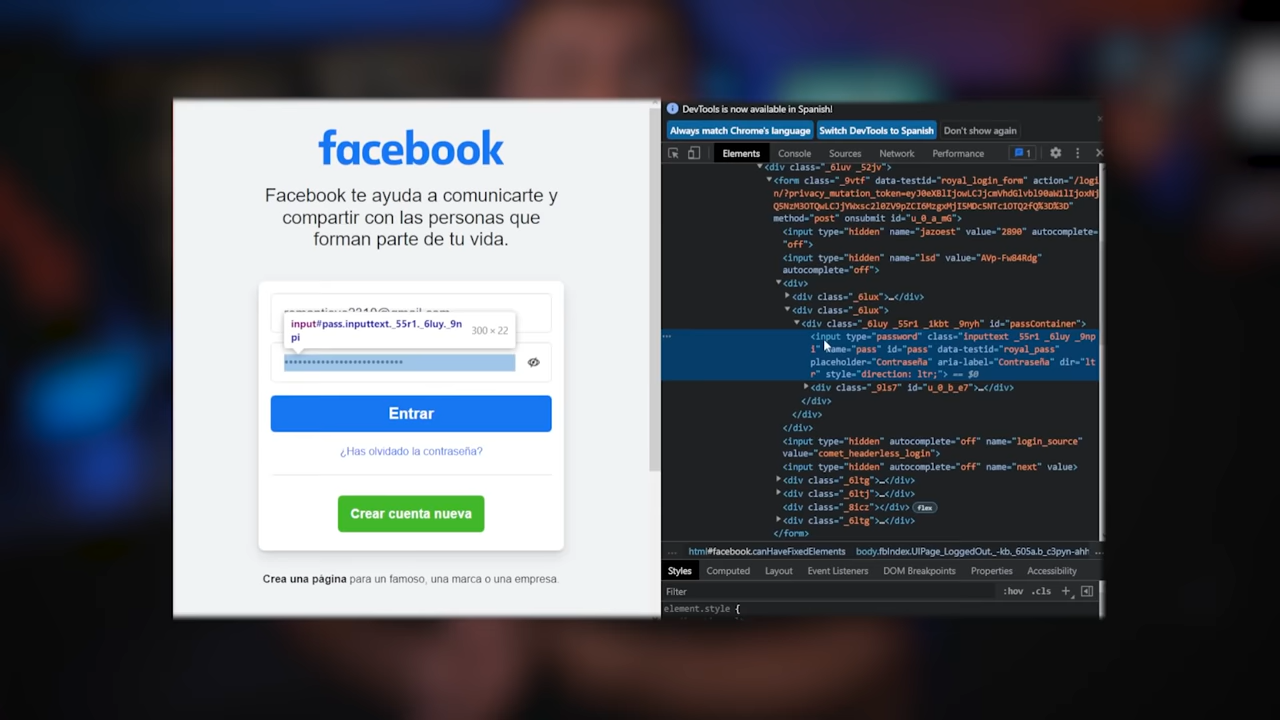 facebook
Facebook te ayuda a comunicarte y
compartir con las personas que
forman parte de tu vida.
input#pass.inputtext._55r1._6luy._9n
pi
300 × 22
Entrar
¿Has olvidado la contraseña?
Crear cuenta nueva
Crea una página para un famoso, una marca o una empresa.
DevTools is now available in Spanish!
Always match Chrome's language
Switch DevTools to Spanish
Don't show again
Elements
Console
Sources
Network
Performance
1
<div class="_6luv _52jv">
<form class="_9vtf" data-testid="royal_login_form" action="/logi
method="post" onsubmit id="u_0_a_mG">
<input type="hidden" name="jazoest" value="2890" autocomplete=
"off">
<input type="hidden" name="lsd" value="AVp-Fw84Rdg"
autocomplete="off">
<div>
<div class="_6lux">…</div>
<div class="_6lux">
<div class="_6luy _55r1 _1kbt _9nyh" id="passContainer">
<input type="password" class="inputtext _55r1 _6luy _9np
i" name="pass" id="pass" data-testid="royal_pass"
placeholder="Contraseña" aria-label="Contraseña" dir="lt
r" style="direction: ltr;"> == $0
<div class="_9ls7" id="u_0_b_e7">…</div>
</div>
</div>
</div>
<input type="hidden" autocomplete="off" name="login_source"
value="comet_headless_login">
<input type="hidden" autocomplete="off" name="next" value>
<div class="_6ltg">…</div>
<div class="_6ltj">…</div>
<div class="_8icz"></div> flex
<div class="_6ltg">…</div>
</form>
… html#facebook.canHaveFixedElements body.fbIndex.UIPage_LoggedOut._-kb._605a.b_c3pyn-ahh …
Styles
Computed
Layout
Event Listeners
DOM Breakpoints
Properties
Accessibility
Filter
:hov .cls +
element.style {